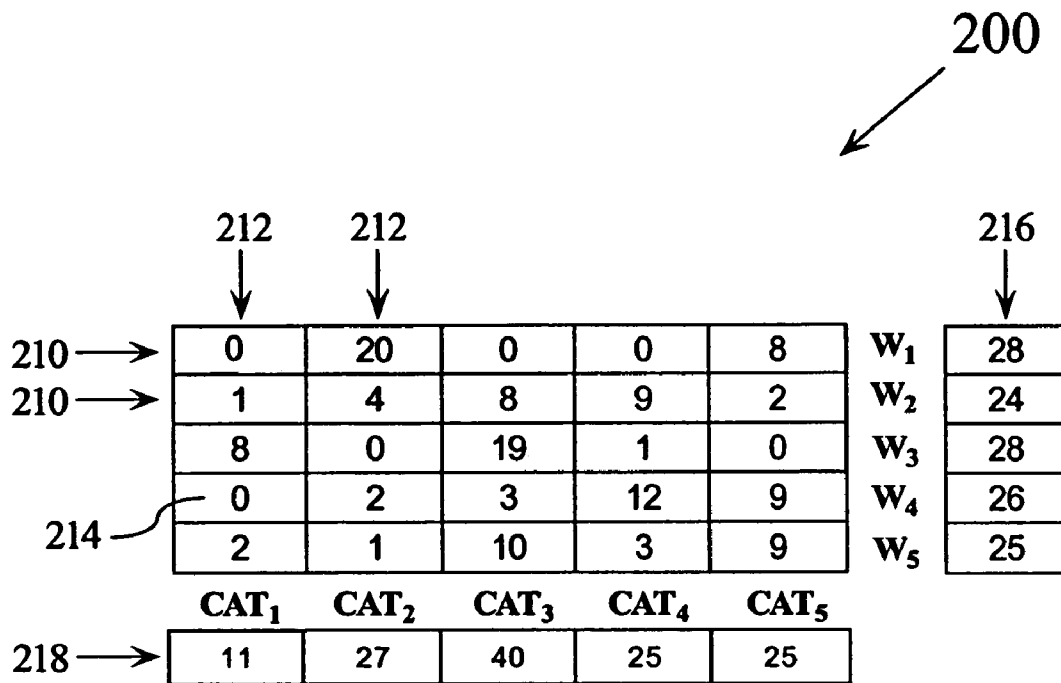 200
212 212 216
210 0 20 0 0 8 W₁ 28
210 1 4 8 9 2 W₂ 24
8 0 19 1 0 W₃ 28
0 2 3 12 9 W₄ 26
214
2 1 10 3 9 W₅ 25
CAT₁ CAT₂ CAT₃ CAT₄ CAT₅
218 11 27 40 25 25